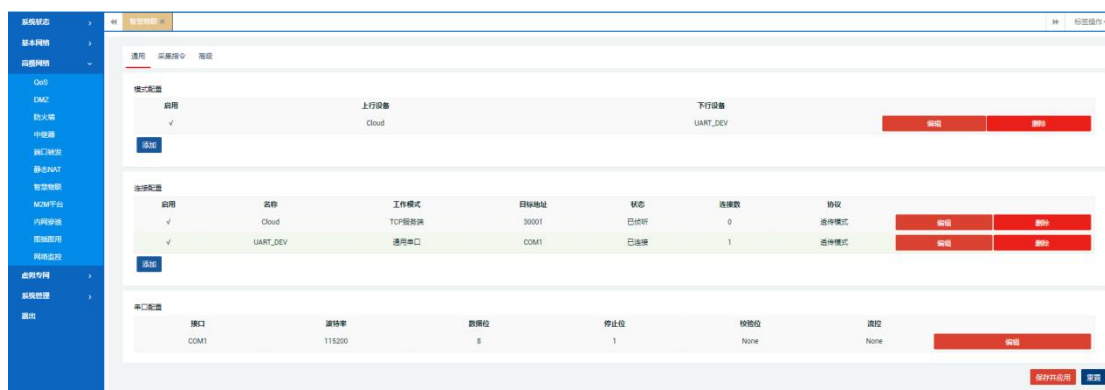 系统状态
基本网络
高级网络
QoS
DMZ
防火墙
中继器
端口转发
静态NAT
智慧物联
M2M平台
内网穿透
网络监控
虚拟专网
系统管理
退出
智慧物联
标签操作
通用 采集指令 高级
模式配置
启用 上行设备 下行设备
√ Cloud UART_DEV 编辑 删除
添加
连接配置
启用 名称 工作模式 目标地址 状态 连接数 协议
√ Cloud TCP服务端 30001 已侦听 0 透传模式 编辑 删除
√ UART_DEV 通用串口 COM1 已连接 1 透传模式 编辑 删除
添加
串口配置
接口 波特率 数据位 停止位 校验位 流控
COM1 115200 8 1 None None 编辑
保存并应用 重置